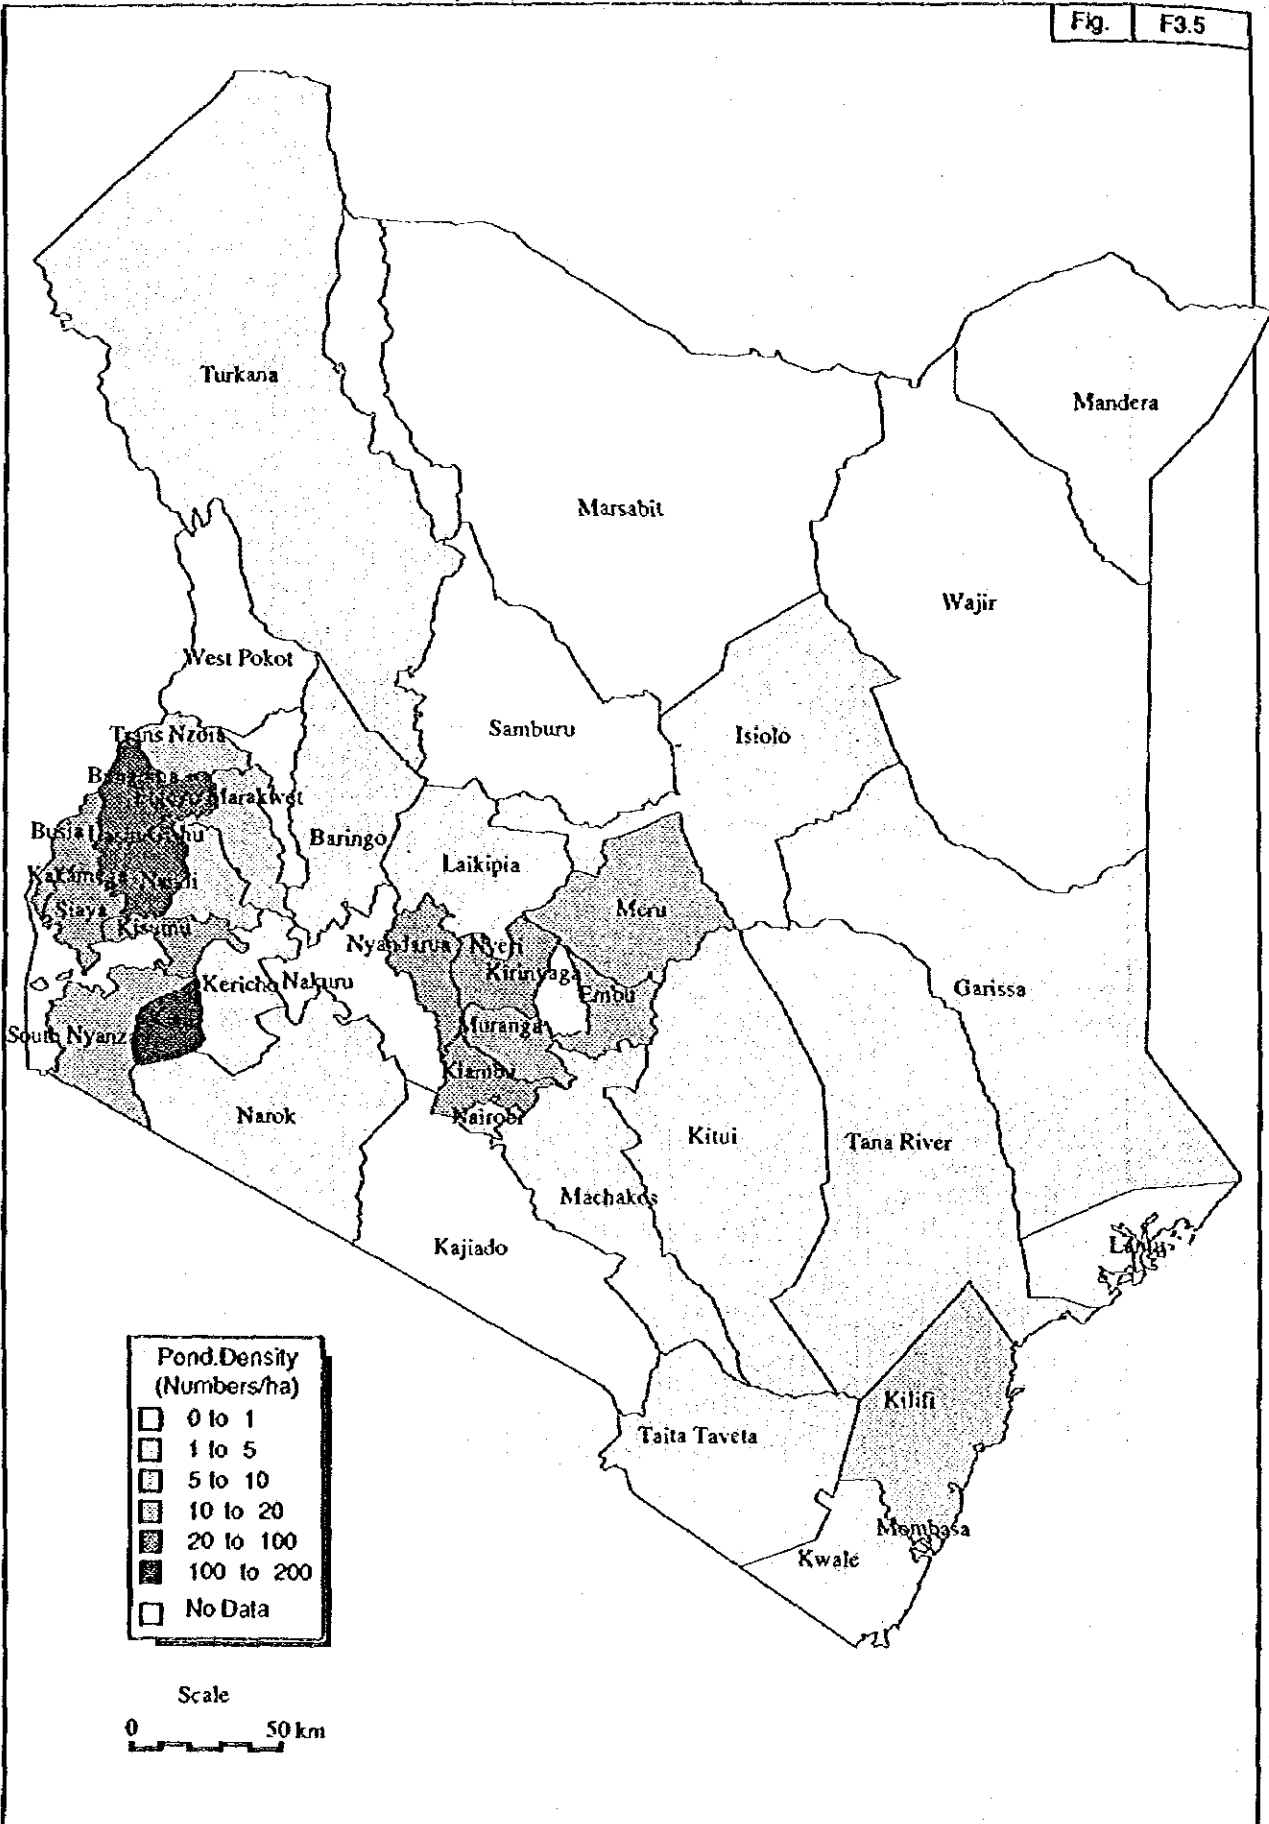 Fig. F3.5
Turkana
Mandera
Marsabit
Wajir
West Pokot
Samburu
Isiolo
Trans Nzoia
Marakwet
Busia
Baringo
Laikipia
Siaya
Meru
Kisumu
Nyandarua
Nyeri
Kirinyaga
Kericho
Nakuru
Embu
Garissa
Muranga
South Nyanza
Kiambu
Narok
Nairobi
Kitui
Tana River
Machakos
Kajiado
Lamu
Pond.Density
(Numbers/ha)
0 to 1
1 to 5
5 to 10
10 to 20
20 to 100
100 to 200
No Data
Kilifi
Taita Taveta
Mombasa
Kwale
Scale
0 50 km